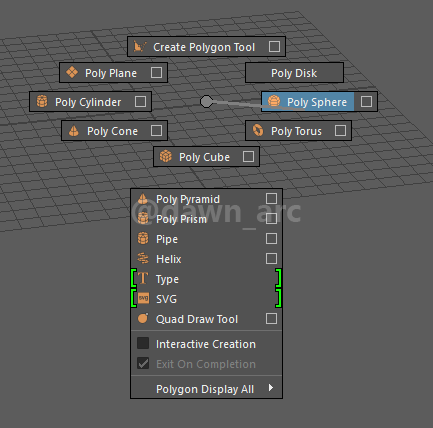 Create Polygon Tool
Poly Plane
Poly Disk
Poly Cylinder
Poly Sphere
Poly Cone
Poly Torus
Poly Cube
Poly Pyramid
@dawn_arc
Poly Prism
Pipe
Helix
T Type
SVG SVG
Quad Draw Tool
Interactive Creation
Exit On Completion
Polygon Display All